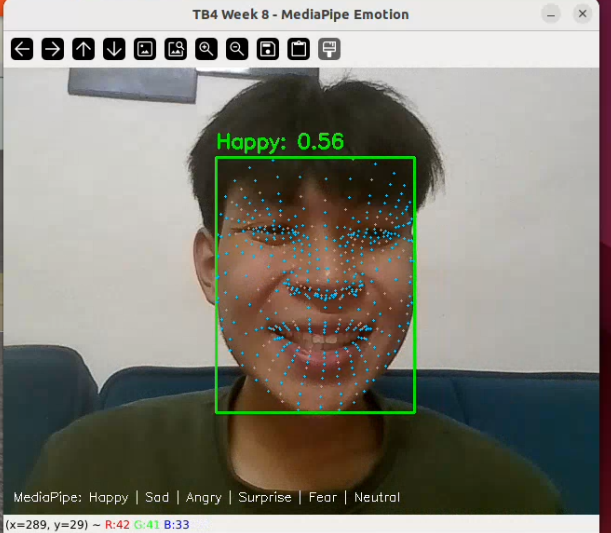 TB4 Week 8 - MediaPipe Emotion
Happy: 0.56
MediaPipe: Happy | Sad | Angry | Surprise | Fear | Neutral
(x=289, y=29) ~ R:42 G:41 B:33